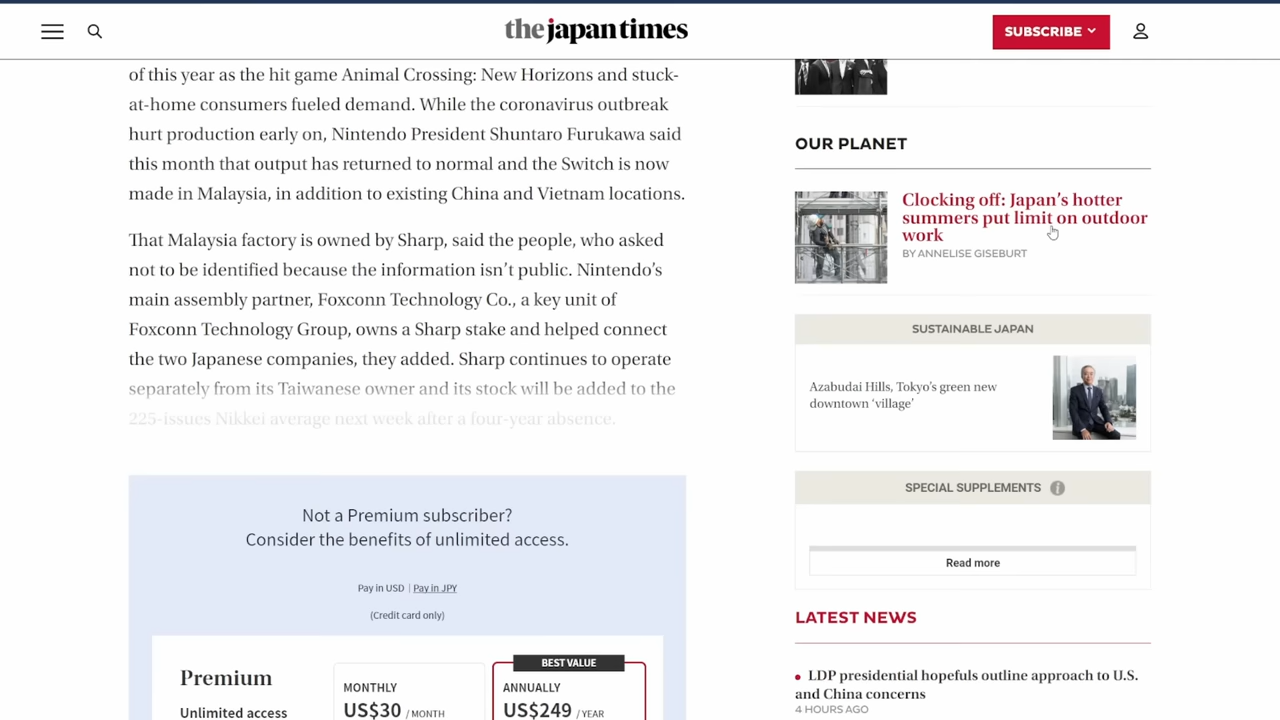 the japan times
SUBSCRIBE
of this year as the hit game Animal Crossing: New Horizons and stuck-
at-home consumers fueled demand. While the coronavirus outbreak
hurt production early on, Nintendo President Shuntaro Furukawa said
this month that output has returned to normal and the Switch is now
made in Malaysia, in addition to existing China and Vietnam locations.
That Malaysia factory is owned by Sharp, said the people, who asked
not to be identified because the information isn't public. Nintendo's
main assembly partner, Foxconn Technology Co., a key unit of
Foxconn Technology Group, owns a Sharp stake and helped connect
the two Japanese companies, they added. Sharp continues to operate
separately from its Taiwanese owner and its stock will be added to the
225-issues Nikkei average next week after a four-year absence.
Not a Premium subscriber?
Consider the benefits of unlimited access.
Pay in USD | Pay in JPY
(Credit card only)
Premium
Unlimited access
MONTHLY
US$30 / MONTH
BEST VALUE
ANNUALLY
US$249 / YEAR
OUR PLANET
Clocking off: Japan's hotter
summers put limit on outdoor
work
BY ANNELISE GISEBURT
SUSTAINABLE JAPAN
Azabudai Hills, Tokyo's green new
downtown ‘village’
SPECIAL SUPPLEMENTS i
Read more
LATEST NEWS
• LDP presidential hopefuls outline approach to U.S.
and China concerns
4 HOURS AGO